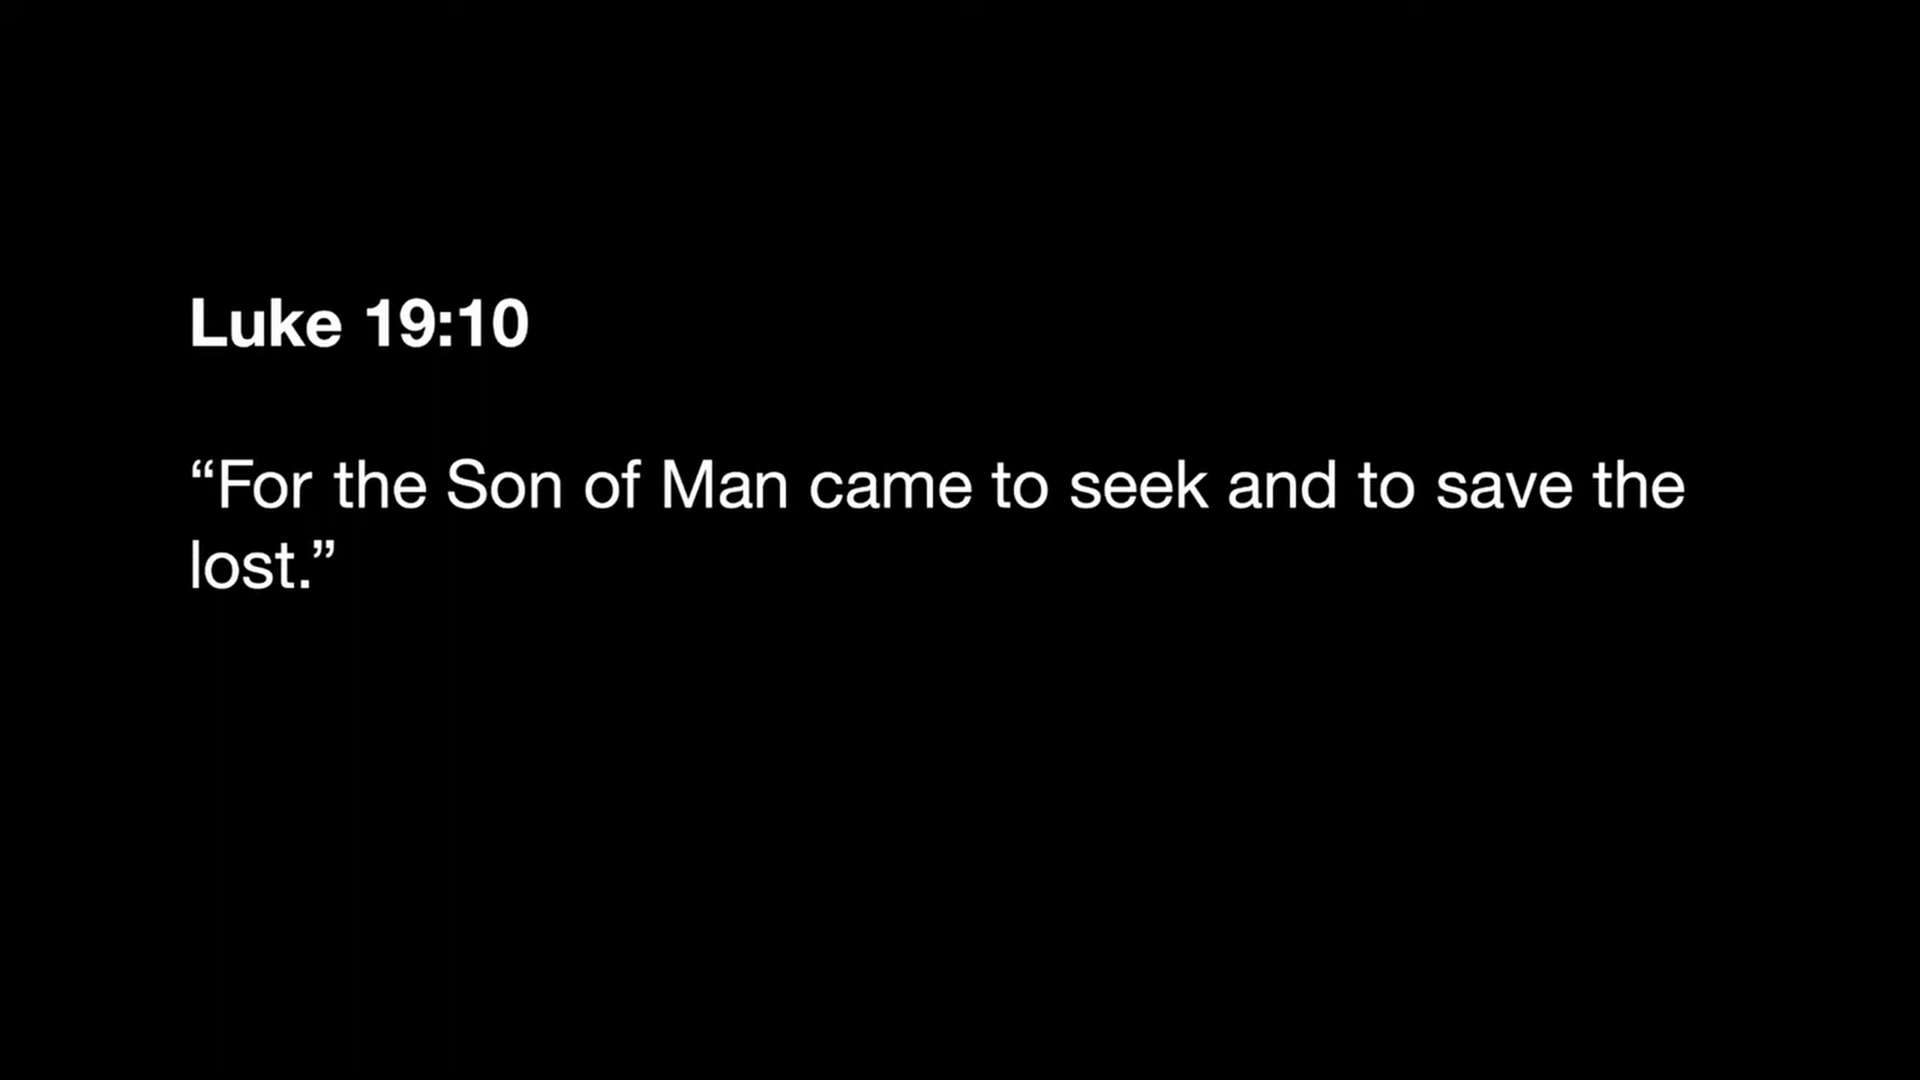 Luke 19:10
“For the Son of Man came to seek and to save the
lost.”